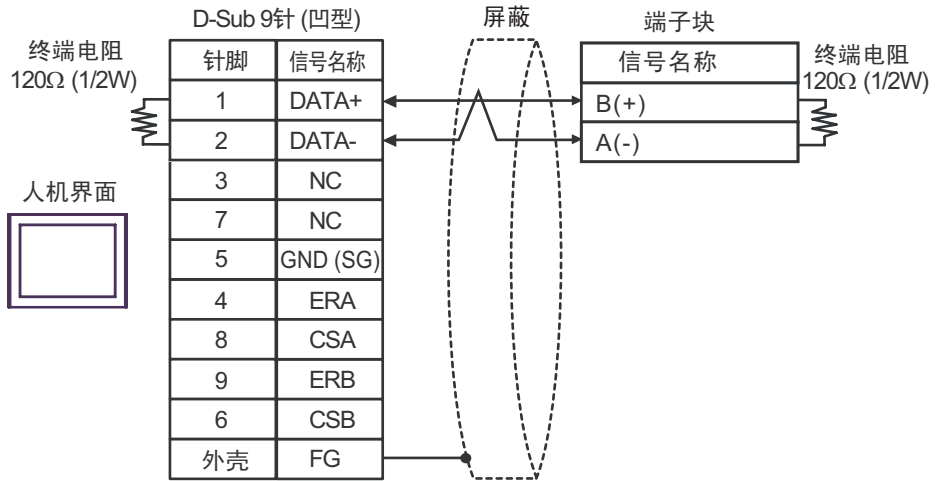 D-Sub 9针 (凹型)
屏蔽
端子块
终端电阻
120Ω (1/2W)
针脚 信号名称
信号名称
终端电阻
120Ω (1/2W)
1 DATA+
B(+)
2 DATA-
A(-)
3 NC
人机界面
7 NC
5 GND (SG)
4 ERA
8 CSA
9 ERB
6 CSB
外壳 FG